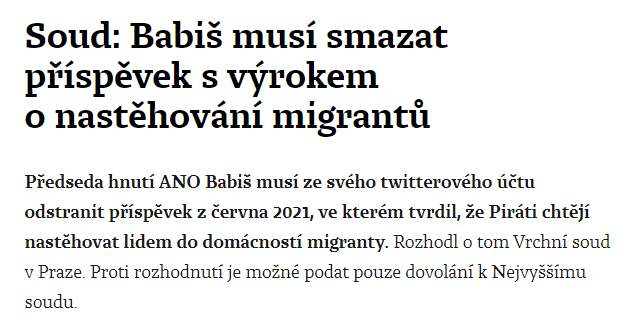 Soud: Babiš musí smazat
příspěvek s výrokem
o nastěhování migrantů
Předseda hnutí ANO Babiš musí ze svého twitterového účtu
odstranit příspěvek z června 2021, ve kterém tvrdil, že Piráti chtějí
nastěhovat lidem do domácností migranty. Rozhodl o tom Vrchní soud
v Praze. Proti rozhodnutí je možné podat pouze dovolání k Nejvyššímu
soudu.